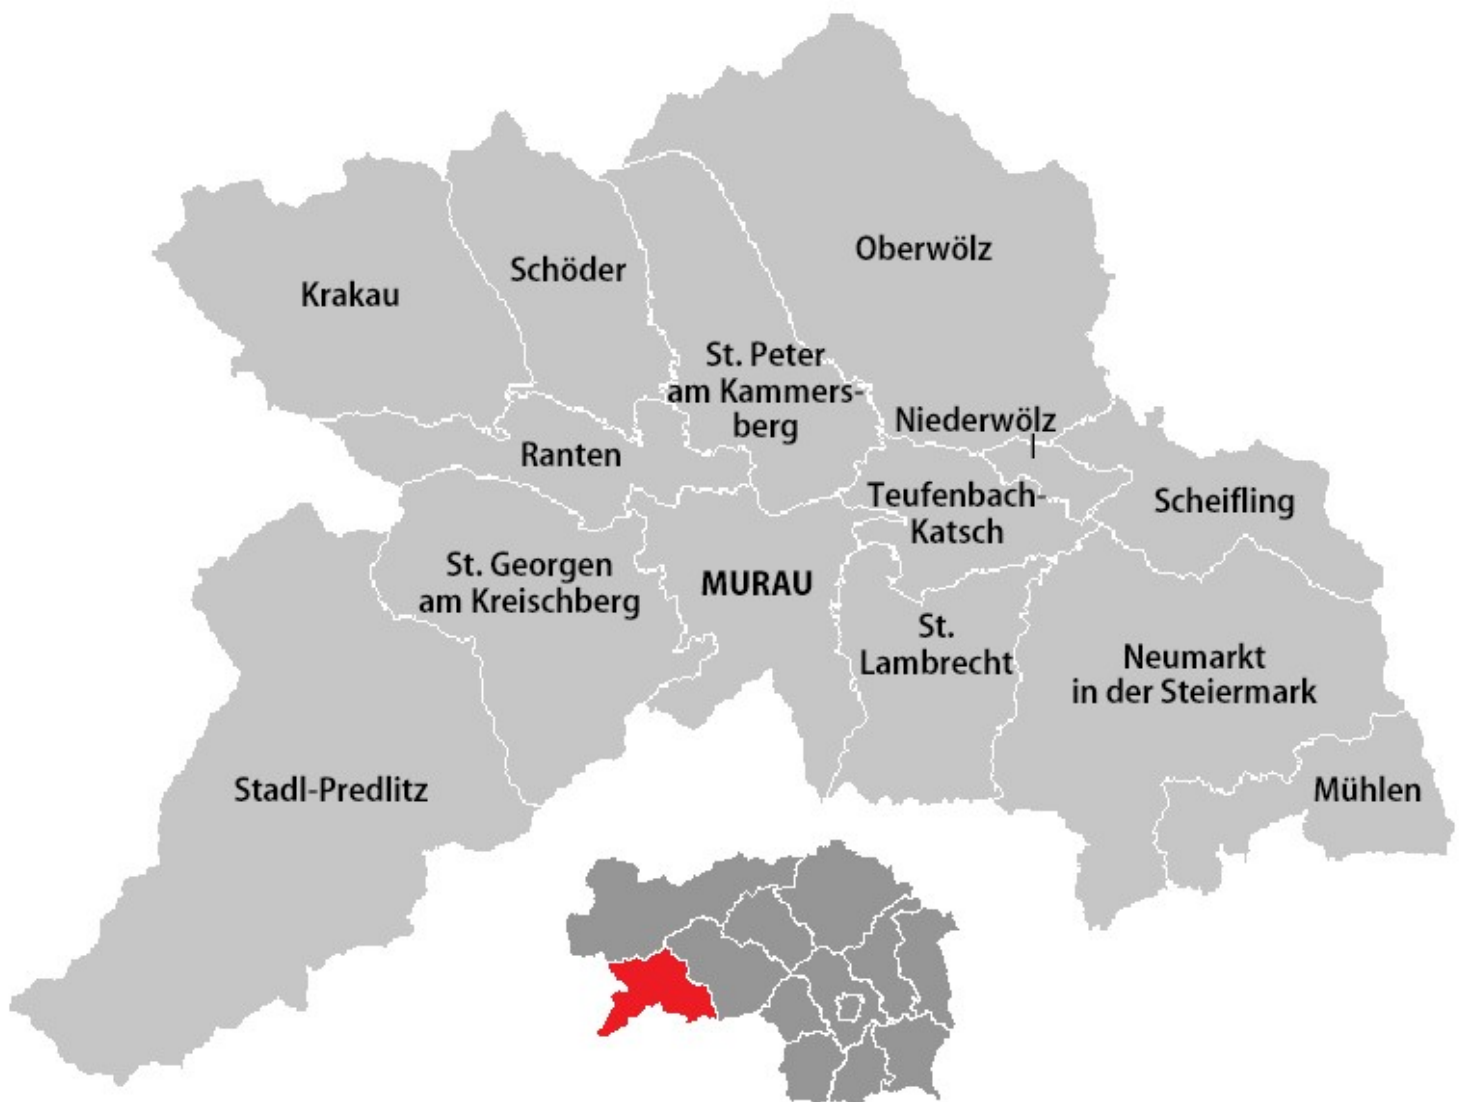 Oberwölz
Schöder
Krakau
St. Peter
am Kammers-
berg
Niederwölz
Ranten
Teufenbach-
Katsch
Scheifling
St. Georgen
am Kreischberg
MURAU
St.
Lambrecht
Neumarkt
in der Steiermark
Stadl-Predlitz
Mühlen